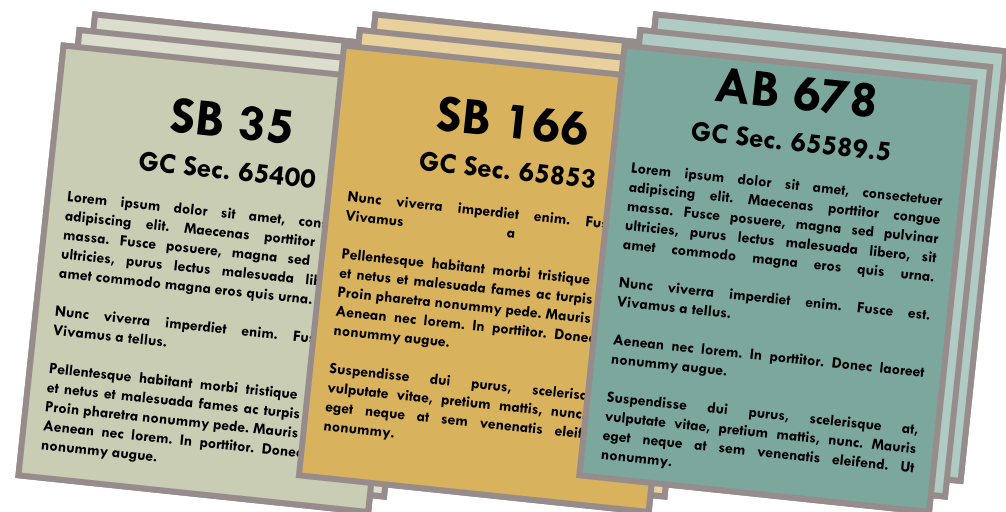 SB 35
GC Sec. 65400
Lorem ipsum dolor sit amet,
adipiscing elit. Maecenas porttitor
massa. Fusce posuere, magna sed
ultricies, purus lectus malesuada
amet commodo magna eros quis urna.
Nunc viverra imperdiet enim.
Vivamus a tellus.
Pellentesque habitant morbi tristique
et netus et malesuada fames ac turpis
Proin pharetra nonummy pede. Mauris
Aenean nec lorem. In porttitor.
nonummy augue.
SB 166
GC Sec. 65853
Nunc viverra imperdiet enim.
Vivamus a
Pellentesque habitant morbi tristique
et netus et malesuada fames ac turpis
Proin pharetra nonummy pede. Mauris
Aenean nec lorem. In porttitor.
nonummy augue.
Suspendisse dui purus,
vulputate vitae, pretium mattis, nunc
eget neque at sem venenatis
nonummy.
AB 678
GC Sec. 65589.5
Lorem ipsum dolor sit amet, consectetuer
adipiscing elit. Maecenas porttitor congue
massa. Fusce posuere, magna sed pulvinar
ultricies, purus lectus malesuada libero, sit
amet commodo magna eros quis urna.
Nunc viverra imperdiet enim. Fusce est.
Vivamus a tellus.
Aenean nec lorem. In porttitor. Donec laoreet
nonummy augue.
Suspendisse dui purus, scelerisque at,
vulputate vitae, pretium mattis, nunc. Mauris
eget neque at sem venenatis eleifend. Ut
nonummy.